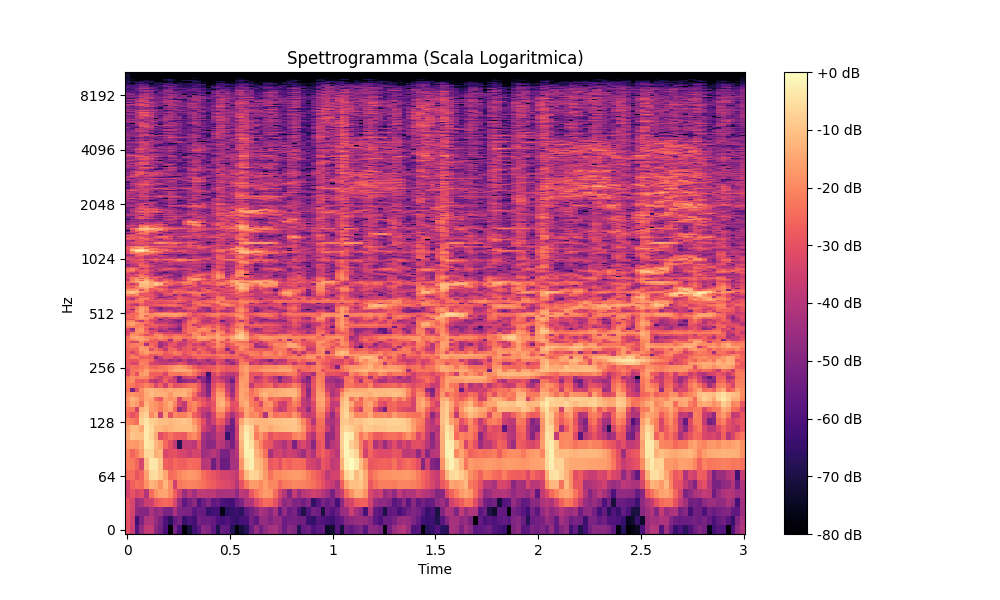 Spettrogramma (Scala Logaritmica)
Hz
8192
4096
2048
1024
512
256
128
64
0
0 0.5 1 1.5 2 2.5 3
Time
+0 dB
-10 dB
-20 dB
-30 dB
-40 dB
-50 dB
-60 dB
-70 dB
-80 dB